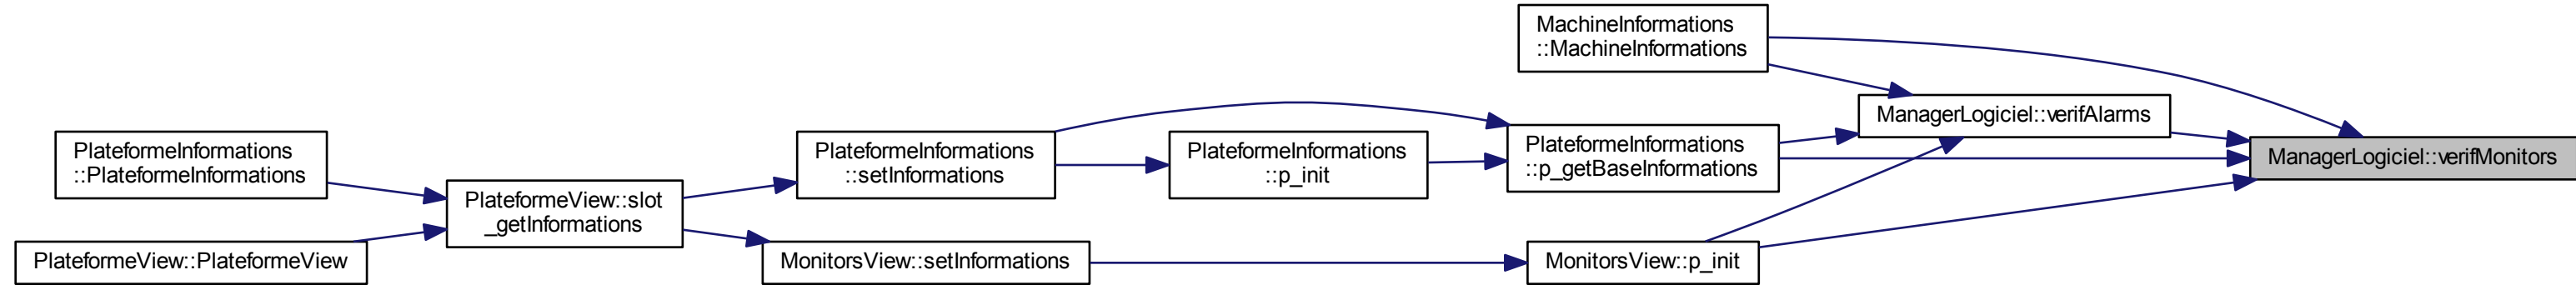 MachineInformations
::MachineInformations
ManagerLogiciel::verifAlarms
PlateformeInformations
::PlateformeInformations
PlateformeInformations
::setInformations
PlateformeInformations
::p_init
PlateformeInformations
::p_getBaseInformations
ManagerLogiciel::verifMonitors
PlateformeView::slot
_getInformations
PlateformeView::PlateformeView
MonitorsView::setInformations
MonitorsView::p_init